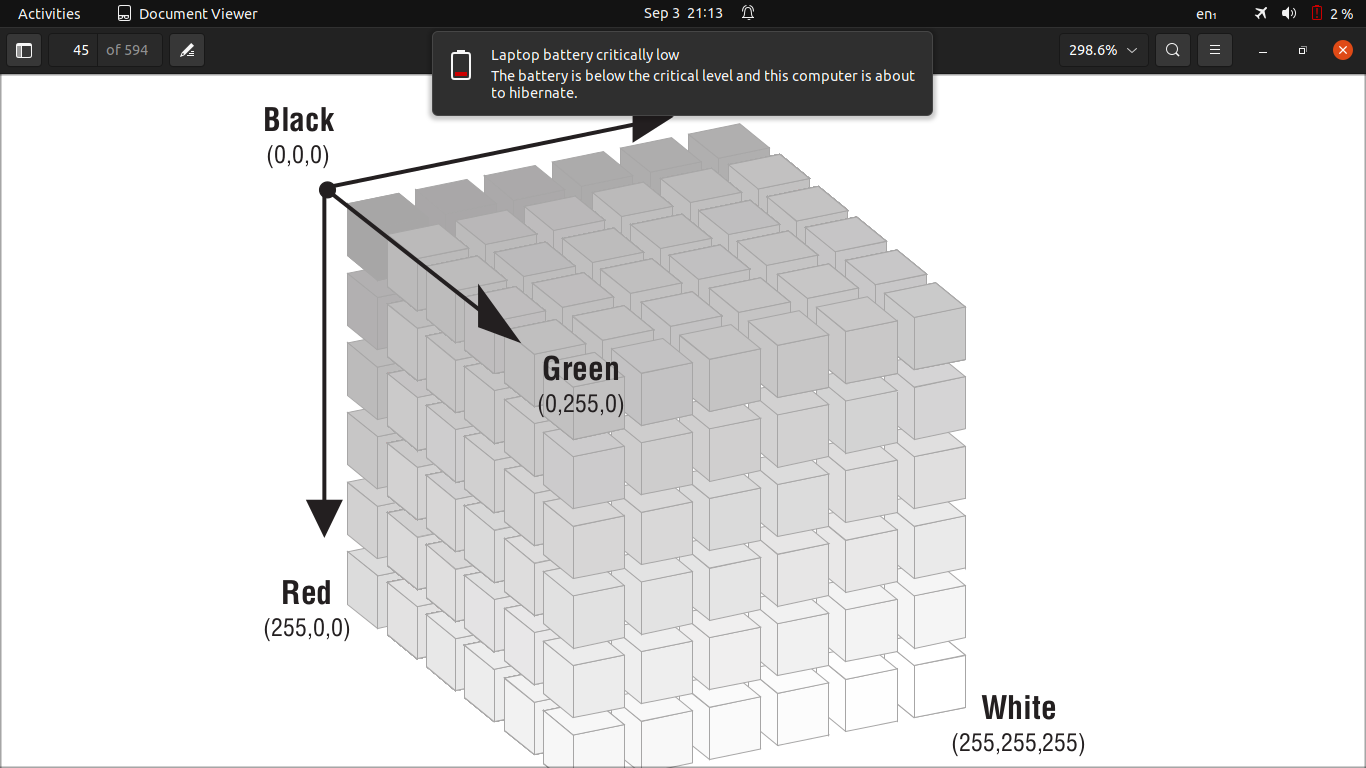 Activities Document Viewer Sep 3 21:13 en₁ 2 %
45 of 594 298.6%
Laptop battery critically low
The battery is below the critical level and this computer is about
to hibernate.
Black
(0,0,0)
Green
(0,255,0)
Red
(255,0,0)
White
(255,255,255)